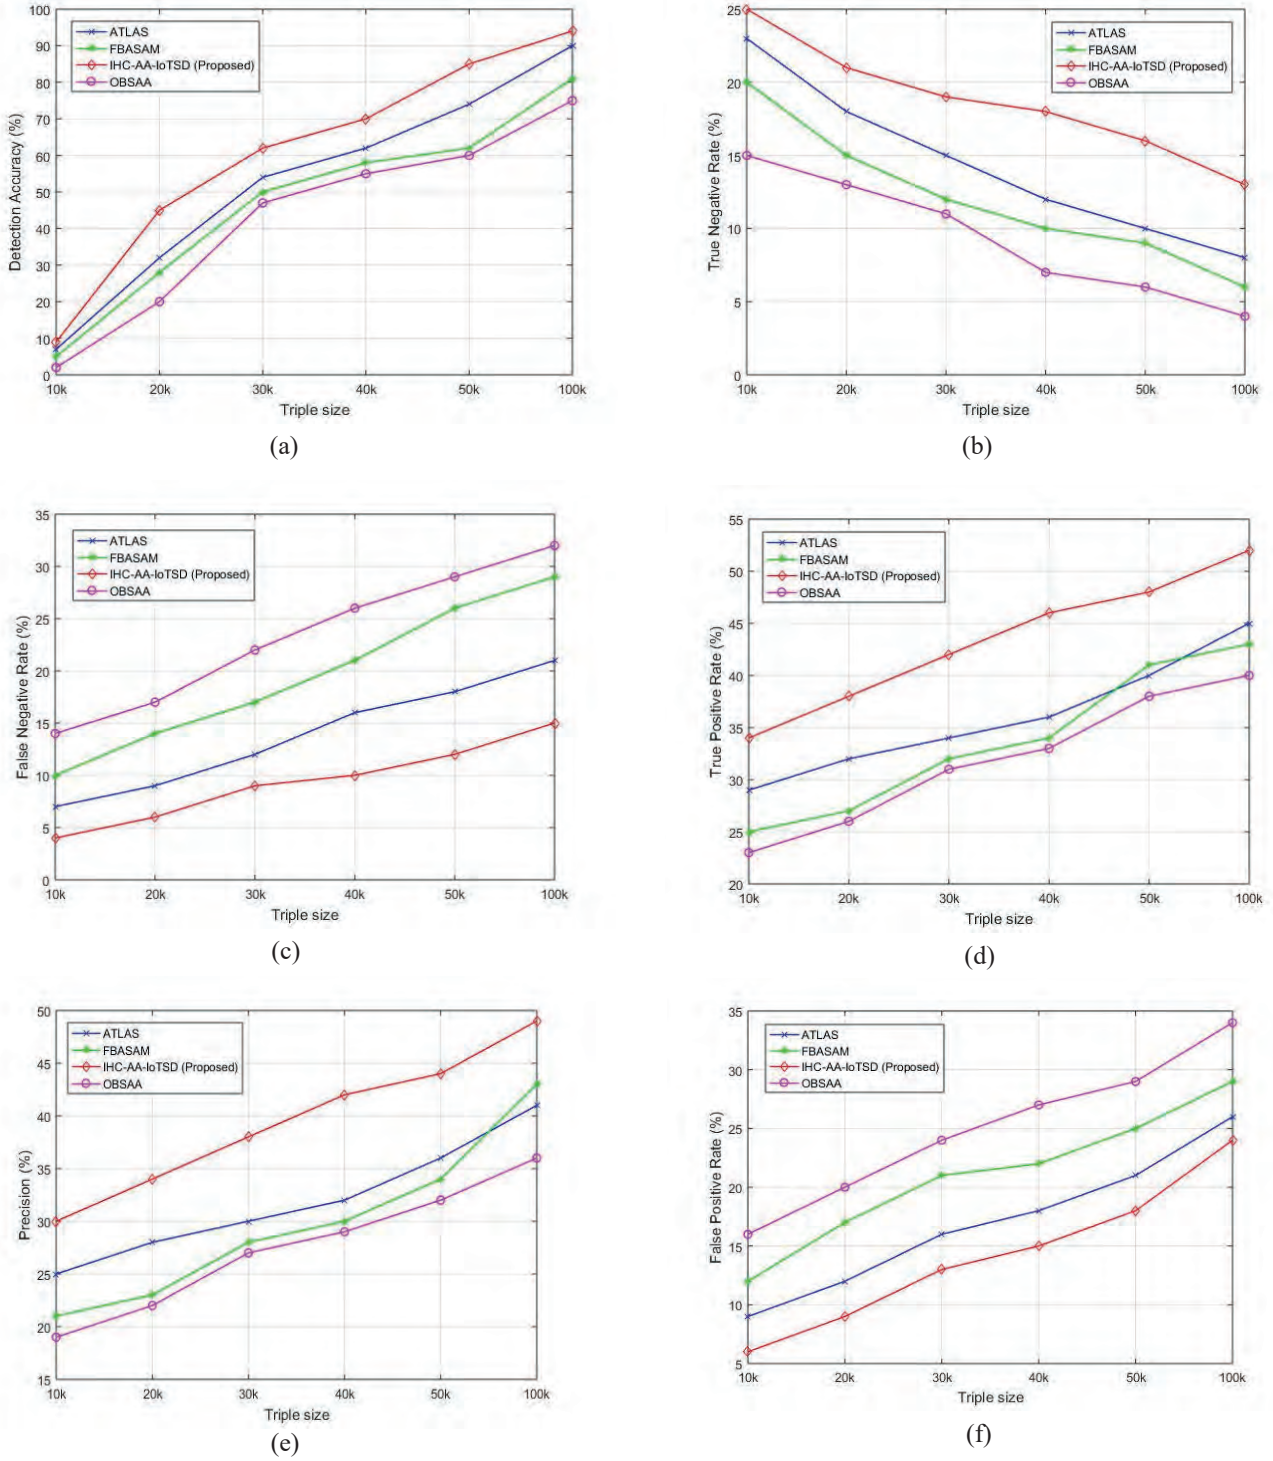 100
90
80
70
60
50
40
30
20
10
0
Detection Accuracy (%)
ATLAS
FBASAM
IHC-AA-IoTSD (Proposed)
OBSAA
10k 20k 30k 40k 50k 100k
Triple size
(a)
25
20
15
10
5
0
True Negative Rate (%)
ATLAS
FBASAM
IHC-AA-IoTSD (Proposed)
OBSAA
10k 20k 30k 40k 50k 100k
Triple size
(b)
35
30
25
20
15
10
5
0
False Negative Rate (%)
ATLAS
FBASAM
IHC-AA-IoTSD (Proposed)
OBSAA
10k 20k 30k 40k 50k 100k
Triple size
(c)
55
50
45
40
35
30
25
20
True Positive Rate (%)
ATLAS
FBASAM
IHC-AA-IoTSD (Proposed)
OBSAA
10k 20k 30k 40k 50k 100k
Triple size
(d)
50
45
40
35
30
25
20
15
Precision (%)
ATLAS
FBASAM
IHC-AA-IoTSD (Proposed)
OBSAA
10k 20k 30k 40k 50k 100k
Triple size
(e)
35
30
25
20
15
10
5
False Positive Rate (%)
ATLAS
FBASAM
IHC-AA-IoTSD (Proposed)
OBSAA
10k 20k 30k 40k 50k 100k
Triple size
(f)